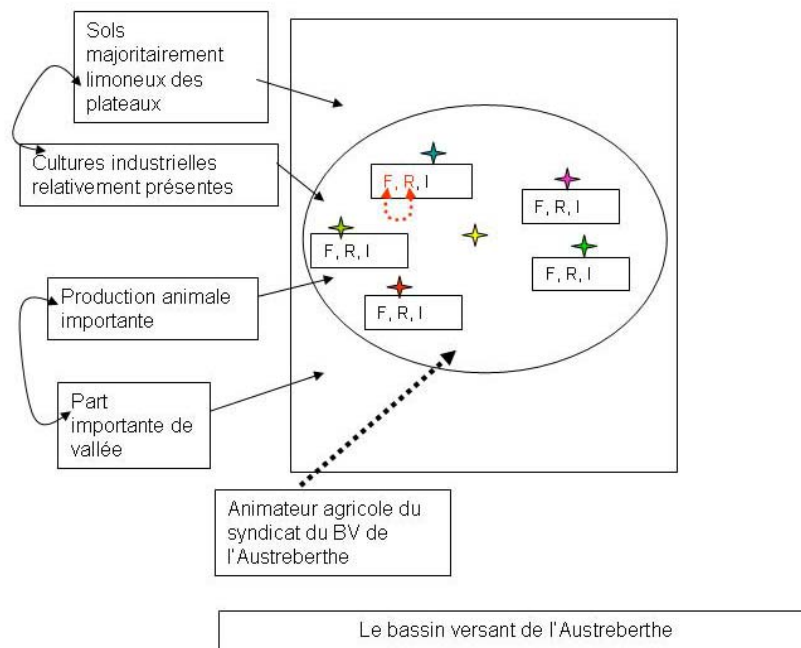 Sols
majoritairement
limoneux des
plateaux
Cultures industrielles
relativement présentes
F, R, I
F, R, I
F, R, I
F, R, I
F, R, I
Production animale
importante
Part
importante de
vallée
Animateur agricole du
syndicat du BV de
l'Austreberthe
Le bassin versant de l'Austreberthe